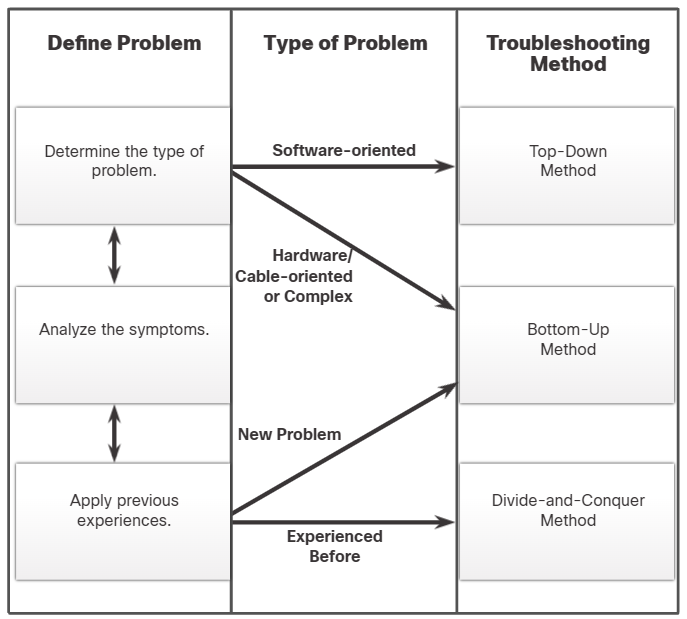 Define Problem
Type of Problem
Troubleshooting
Method
Determine the type of
problem.
Software-oriented
Top-Down
Method
Hardware/
Cable-oriented
or Complex
Analyze the symptoms.
Bottom-Up
Method
New Problem
Apply previous
experiences.
Experienced
Before
Divide-and-Conquer
Method